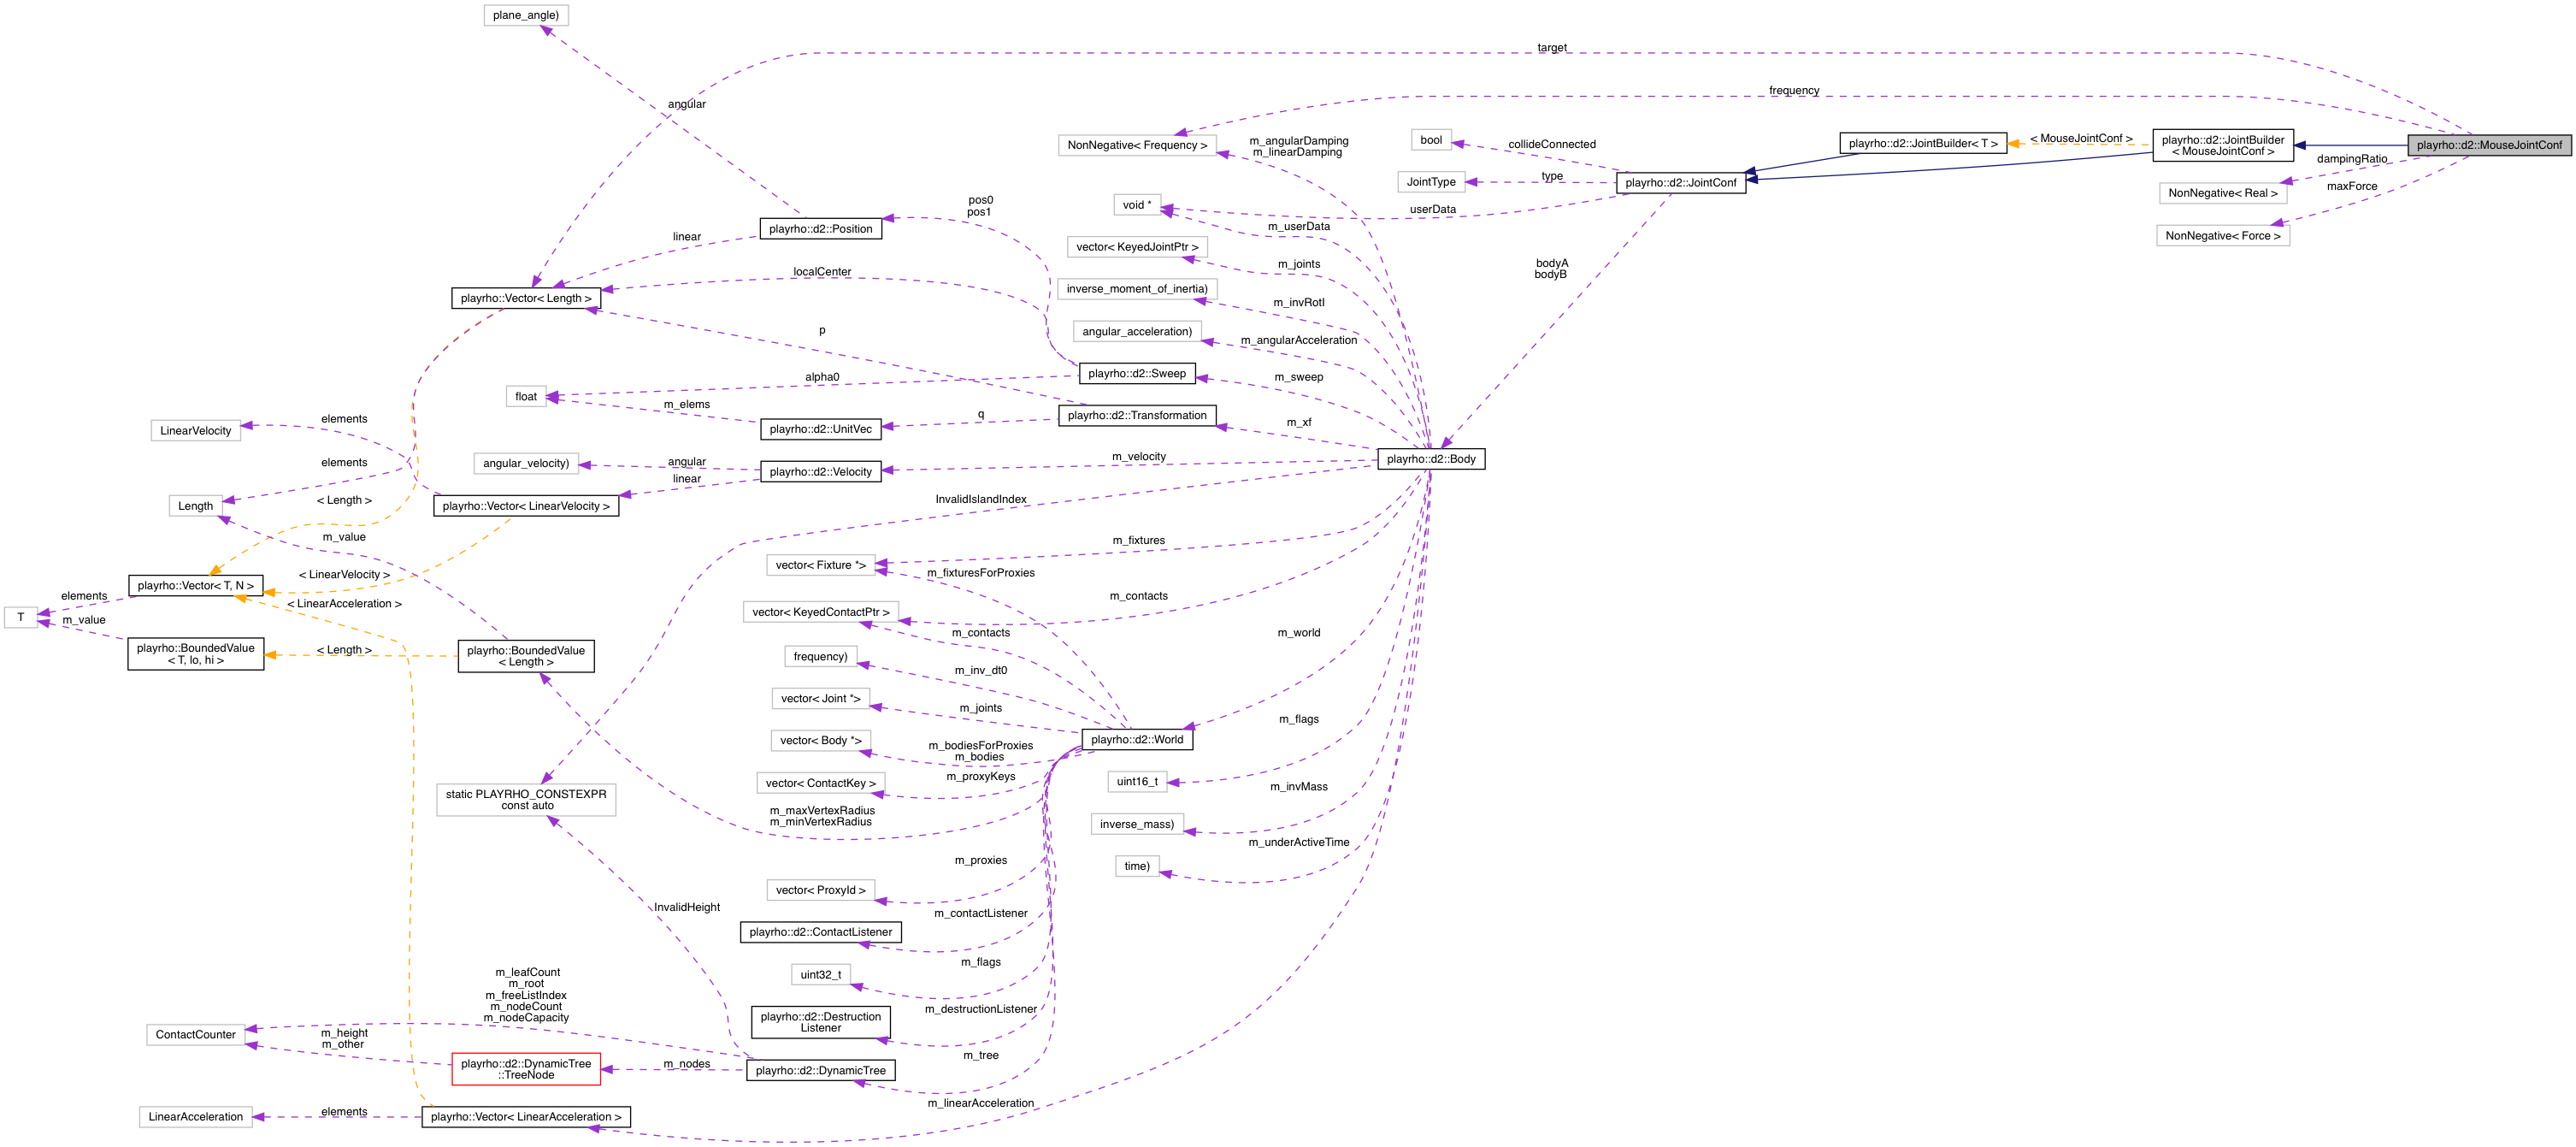 plane_angle)
target
frequency
angular
NonNegative< Frequency >
m_angularDamping
m_linearDamping
bool
collideConnected
playrho::d2::JointBuilder< T >
< MouseJointConf >
playrho::d2::JointBuilder
< MouseJointConf >
playrho::d2::MouseJointConf
dampingRatio
maxForce
NonNegative< Real >
NonNegative< Force >
JointType
type
playrho::d2::JointConf
userData
void *
m_userData
pos0
pos1
playrho::d2::Position
linear
vector< KeyedJointPtr >
m_joints
bodyA
bodyB
localCenter
inverse_moment_of_inertia)
m_invRotI
playrho::Vector< Length >
p
angular_acceleration)
m_angularAcceleration
playrho::d2::Sweep
m_sweep
alpha0
float
m_elems
playrho::d2::UnitVec
q
playrho::d2::Transformation
m_xf
LinearVelocity
elements
elements
angular_velocity)
angular
linear
playrho::d2::Velocity
m_velocity
playrho::d2::Body
Length
< Length >
playrho::Vector< LinearVelocity >
InvalidIslandIndex
m_value
m_fixtures
vector< Fixture *>
m_fixturesForProxies
playrho::Vector< T, N >
< LinearVelocity >
elements
T
m_value
< LinearAcceleration >
vector< KeyedContactPtr >
m_contacts
m_contacts
m_world
playrho::BoundedValue
< T, lo, hi >
< Length >
playrho::BoundedValue
< Length >
frequency)
m_inv_dt0
vector< Joint *>
m_joints
vector< Body *>
m_bodiesForProxies
m_bodies
playrho::d2::World
m_flags
vector< ContactKey >
m_proxyKeys
uint16_t
m_invMass
static PLAYRHO_CONSTEXPR
const auto
m_maxVertexRadius
m_minVertexRadius
inverse_mass)
m_underActiveTime
time)
m_proxies
vector< ProxyId >
InvalidHeight
m_contactListener
playrho::d2::ContactListener
m_flags
uint32_t
m_leafCount
m_root
m_freeListIndex
m_nodeCount
m_nodeCapacity
m_destructionListener
playrho::d2::Destruction
Listener
ContactCounter
m_height
m_other
playrho::d2::DynamicTree
::TreeNode
m_nodes
playrho::d2::DynamicTree
m_tree
LinearAcceleration
elements
playrho::Vector< LinearAcceleration >
m_linearAcceleration